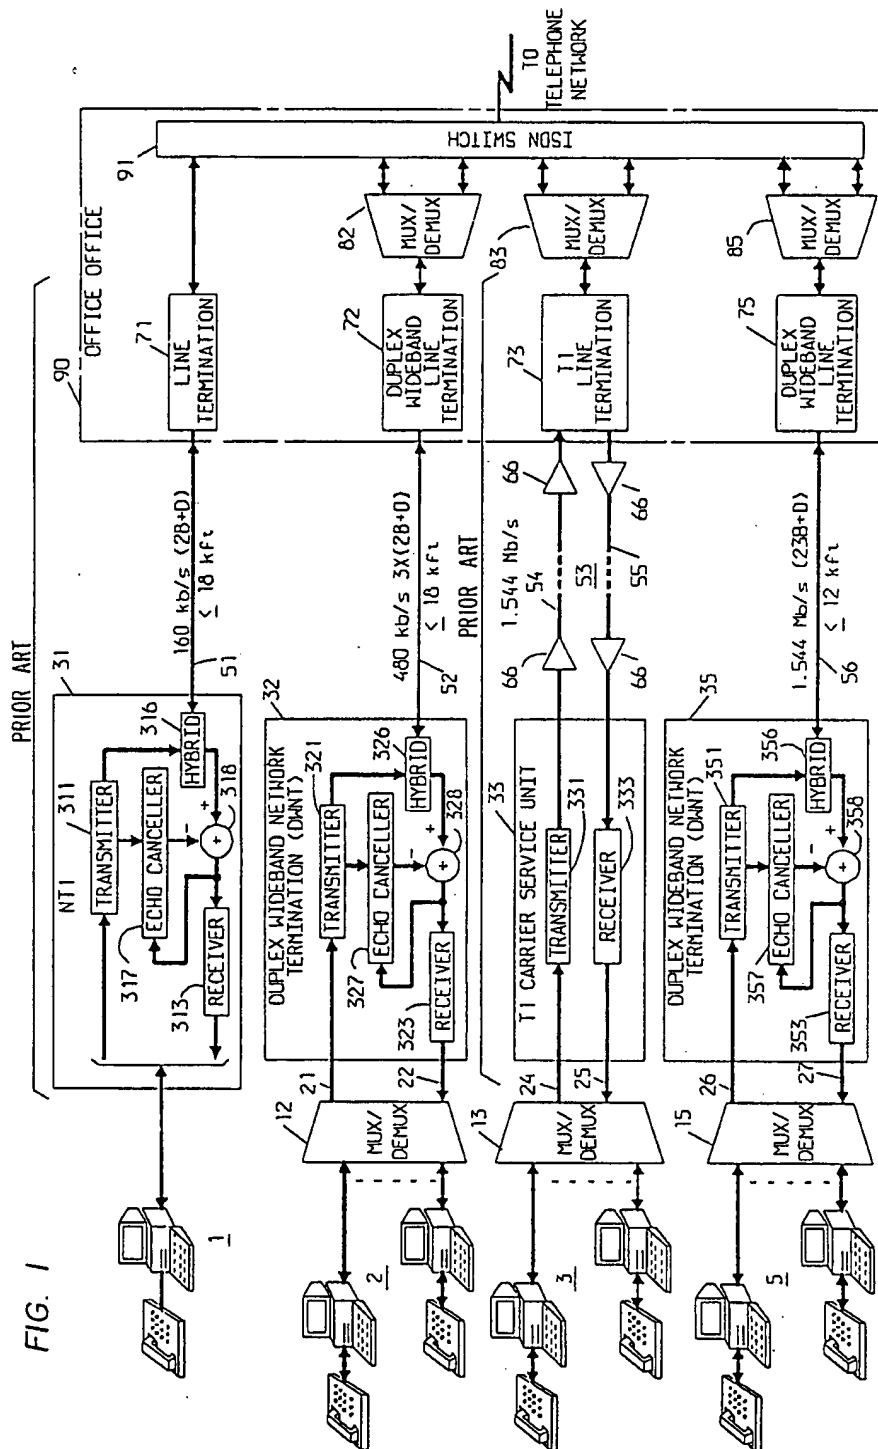 FIG. 1
PRIOR ART
31
NT1
311
TRANSMITTER
ECHO CANCELLER
317
316
HYBRID
+
-
+
318
313
RECEIVER
160 kb/s (2B+D)
≤ 18 kft
51
90
OFFICE OFFICE
71
LINE
TERMINATION
91
ISDN SWITCH
TO
TELEPHONE
NETWORK
1
2
12
MUX/
DEMUX
21
22
32
DUPLEX WIDEBAND NETWORK
TERMINATION (DWNT)
321
TRANSMITTER
ECHO CANCELLER
327
326
HYBRID
+
-
+
328
323
RECEIVER
480 kb/s 3X(2B+D)
≤ 18 kft
52
72
DUPLEX
WIDEBAND
LINE
TERMINATION
82
MUX/
DEMUX
PRIOR ART
3
13
MUX/
DEMUX
24
25
33
T1 CARRIER SERVICE UNIT
331
TRANSMITTER
RECEIVER
333
66
1.544 Mb/s
54
66
53
66
55
66
73
T1
LINE
TERMINATION
83
MUX/
DEMUX
5
15
MUX/
DEMUX
26
27
35
DUPLEX WIDEBAND NETWORK
TERMINATION (DWNT)
351
TRANSMITTER
ECHO CANCELLER
357
356
HYBRID
+
-
+
358
353
RECEIVER
1.544 Mb/s (23B+D)
≤ 12 kft
56
75
DUPLEX
WIDEBAND
LINE
TERMINATION
85
MUX/
DEMUX